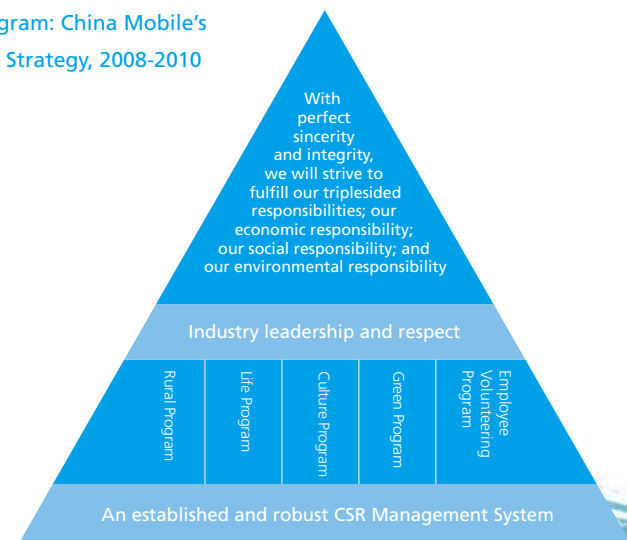 gram: China Mobile's
Strategy, 2008-2010
With
perfect
sincerity
and integrity,
we will strive to
fulfill our triplesided
responsibilities; our
economic responsibility;
our social responsibility; and
our environmental responsibility
Industry leadership and respect
Rural Program
Life Program
Culture Program
Green Program
Employee
Volunteering
Program
An established and robust CSR Management System